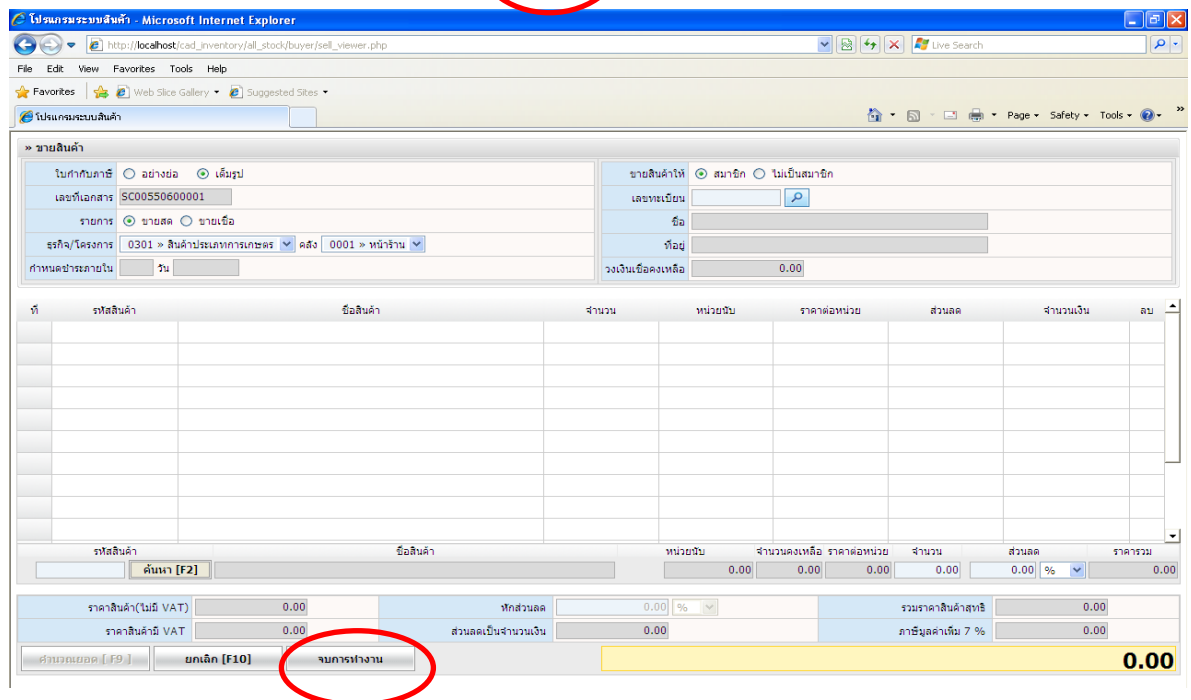 โปรแกรมระบบสินค้า - Microsoft Internet Explorer
http://localhost/cad_inventory/all_stock/buyer/sell_viewer.php
Live Search
File Edit View Favorites Tools Help
Favorites Web Slice Gallery Suggested Sites
โปรแกรมระบบสินค้า Page Safety Tools
» ขายสินค้า
ใบกำกับภาษี อย่างย่อ เต็มรูป ขายสินค้าให้ สมาชิก ไม่เป็นสมาชิก
เลขที่เอกสาร SC00550600001 เลขทะเบียน
รายการ ขายสด ขายเชื่อ ชื่อ
ธุรกิจ/โครงการ 0301 » สินค้าประเภทการเกษตร คลัง 0001 » หน้าร้าน ที่อยู่
กำหนดชำระภายใน วัน วงเงินเชื่อคงเหลือ 0.00
ที่ รหัสสินค้า ชื่อสินค้า จำนวน หน่วยนับ ราคาต่อหน่วย ส่วนลด จำนวนเงิน ลบ
รหัสสินค้า ชื่อสินค้า หน่วยนับ จำนวนคงเหลือ ราคาต่อหน่วย จำนวน ส่วนลด ราคารวม
ค้นหา [F2] 0.00 0.00 0.00 0.00 0.00 % 0.00
ราคาสินค้า(ไม่มี VAT) 0.00 หักส่วนลด 0.00 % รวมราคาสินค้าสุทธิ 0.00
ราคาสินค้ามี VAT 0.00 ส่วนลดเป็นจำนวนเงิน 0.00 ภาษีมูลค่าเพิ่ม 7 % 0.00
คำนวณยอด [ F9 ] ยกเลิก [F10] จบการทำงาน 0.00